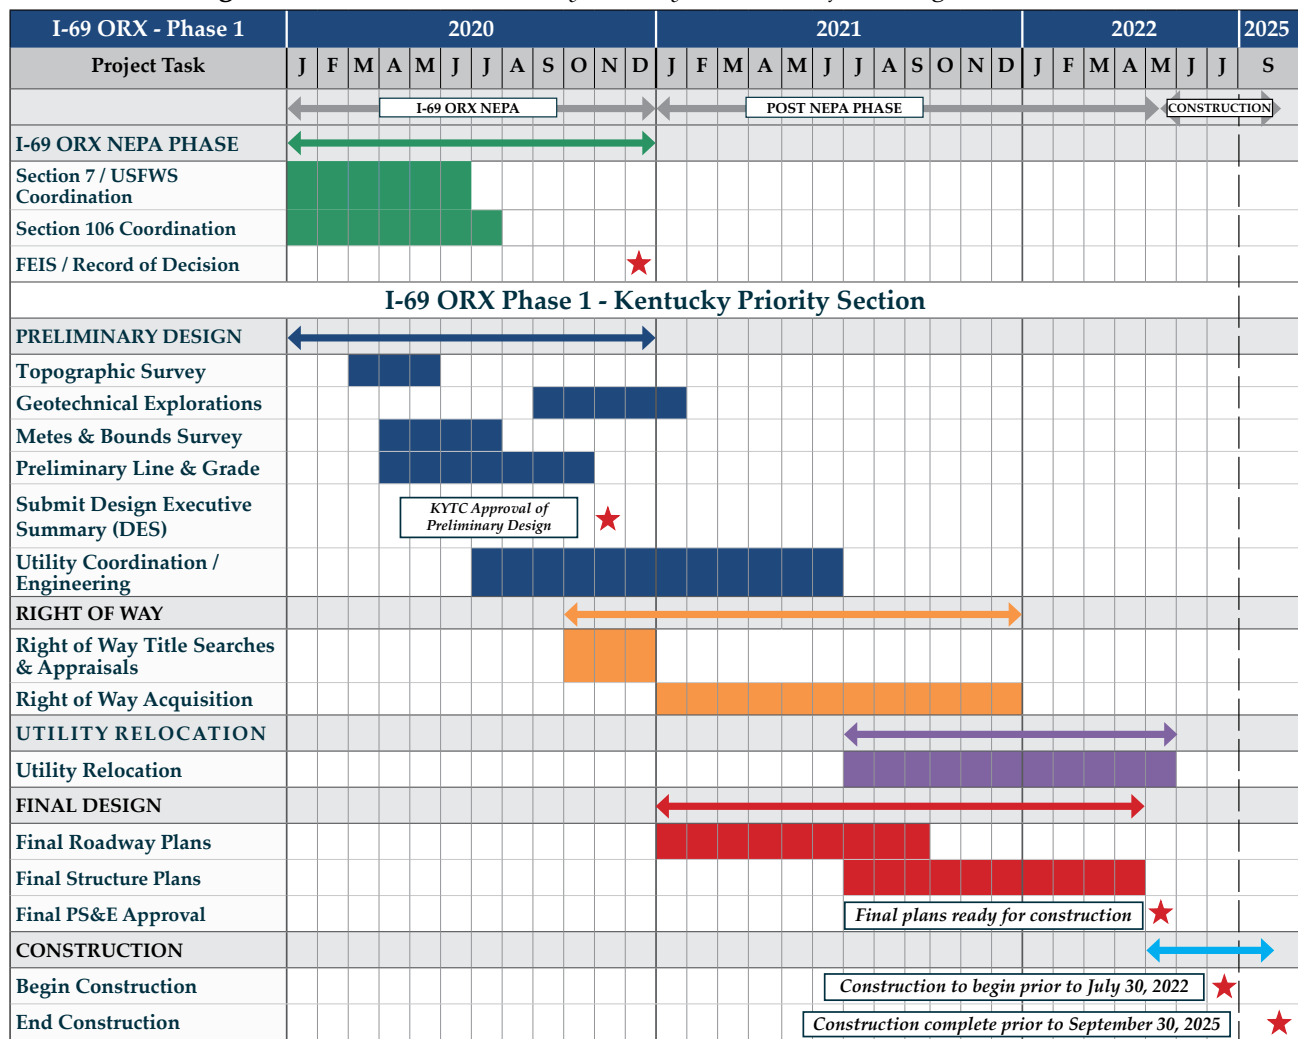 I-69 ORX - Phase 1 2020 2021 2022 2025
Project Task J F M A M J J A S O N D J F M A M J J A S O N D J F M A M J J S
I-69 ORX NEPA POST NEPA PHASE CONSTRUCTION
I-69 ORX NEPA PHASE
Section 7 / USFWS
Coordination
Section 106 Coordination
FEIS / Record of Decision
I-69 ORX Phase 1 - Kentucky Priority Section
PRELIMINARY DESIGN
Topographic Survey
Geotechnical Explorations
Metes & Bounds Survey
Preliminary Line & Grade
Submit Design Executive
Summary (DES)
KYTC Approval of
Preliminary Design
Utility Coordination /
Engineering
RIGHT OF WAY
Right of Way Title Searches
& Appraisals
Right of Way Acquisition
UTILITY RELOCATION
Utility Relocation
FINAL DESIGN
Final Roadway Plans
Final Structure Plans
Final PS&E Approval Final plans ready for construction
CONSTRUCTION
Begin Construction Construction to begin prior to July 30, 2022
End Construction Construction complete prior to September 30, 2025